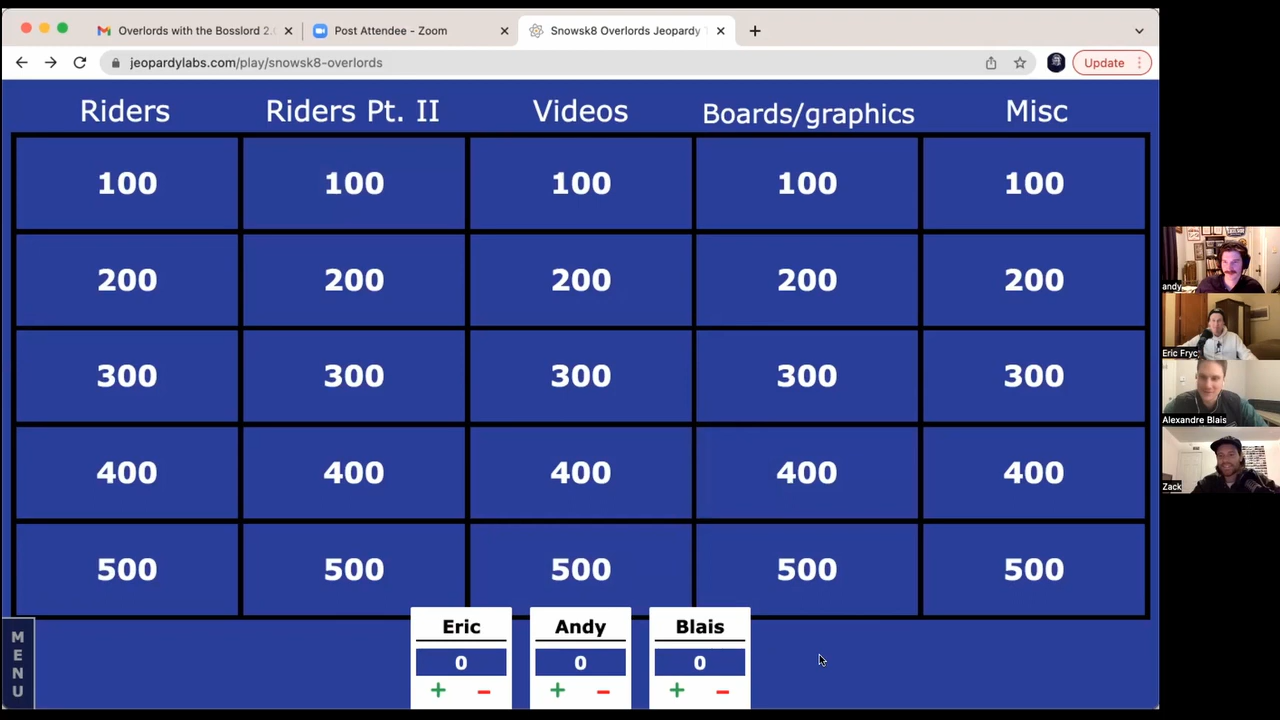 Overlords with the Bosslord 2.
Post Attendee - Zoom
Snowsk8 Overlords Jeopardy
jeopardylabs.com/play/snowsk8-overlords
Update
Riders Riders Pt. II Videos Boards/graphics Misc
100 100 100 100 100
200 200 200 200 200
300 300 300 300 300
400 400 400 400 400
500 500 500 500 500
MENU
Eric Andy Blais
0 0 0
+ − + − + −
andy
Eric Fryc
Alexandre Blais
Zack